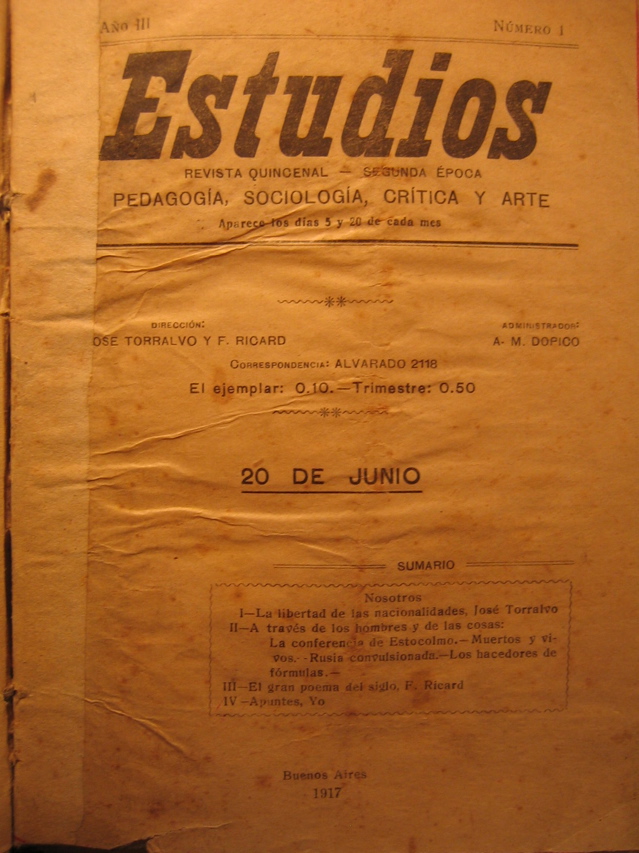 AÑO III NÚMERO 1
Estudios
REVISTA QUINCENAL — SEGUNDA ÉPOCA
PEDAGOGÍA, SOCIOLOGÍA, CRÍTICA Y ARTE
Aparece los días 5 y 20 de cada mes
DIRECCIÓN: ADMINISTRADOR:
OSE TORRALVO Y F. RICARD A. M. DOPICO
CORRESPONDENCIA: ALVARADO 2118
El ejemplar: 0.10.—Trimestre: 0.50
20 DE JUNIO
SUMARIO
Nosotros
I—La libertad de las nacionalidades, José Torralvo
II—A través de los hombres y de las cosas:
La conferencia de Estocolmo.—Muertos y vi-
vos.—Rusia convulsionada.—Los hacedores de
fórmulas.—
III—El gran poema del siglo, F. Ricard
IV—Apuntes, Yo
Buenos Aires
1917